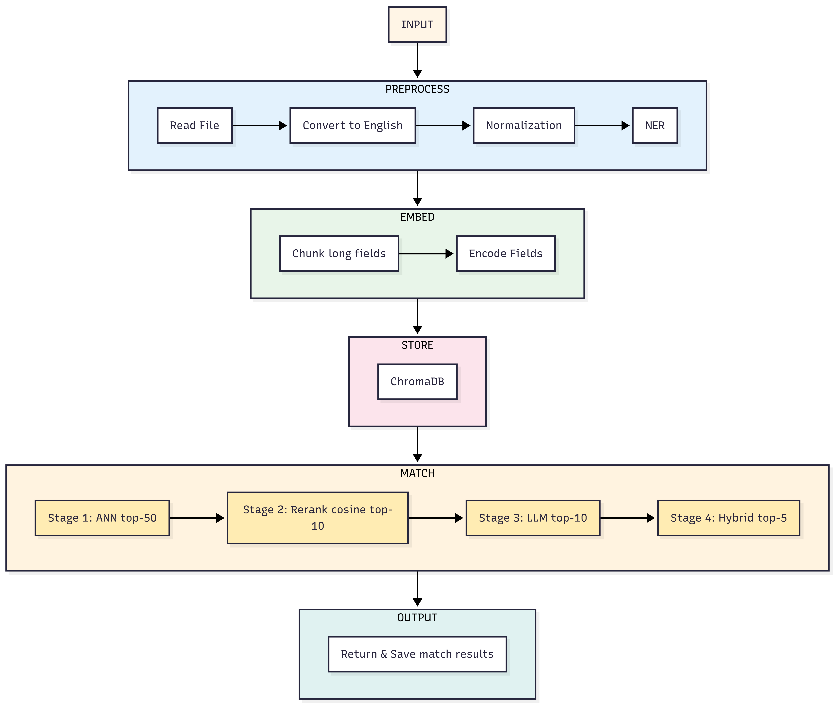 INPUT
PREPROCESS
Read File
Convert to English
Normalization
NER
EMBED
Chunk long fields
Encode Fields
STORE
ChromaDB
MATCH
Stage 1: ANN top-50
Stage 2: Rerank cosine top-
10
Stage 3: LLM top-10
Stage 4: Hybrid top-5
OUTPUT
Return & Save match results